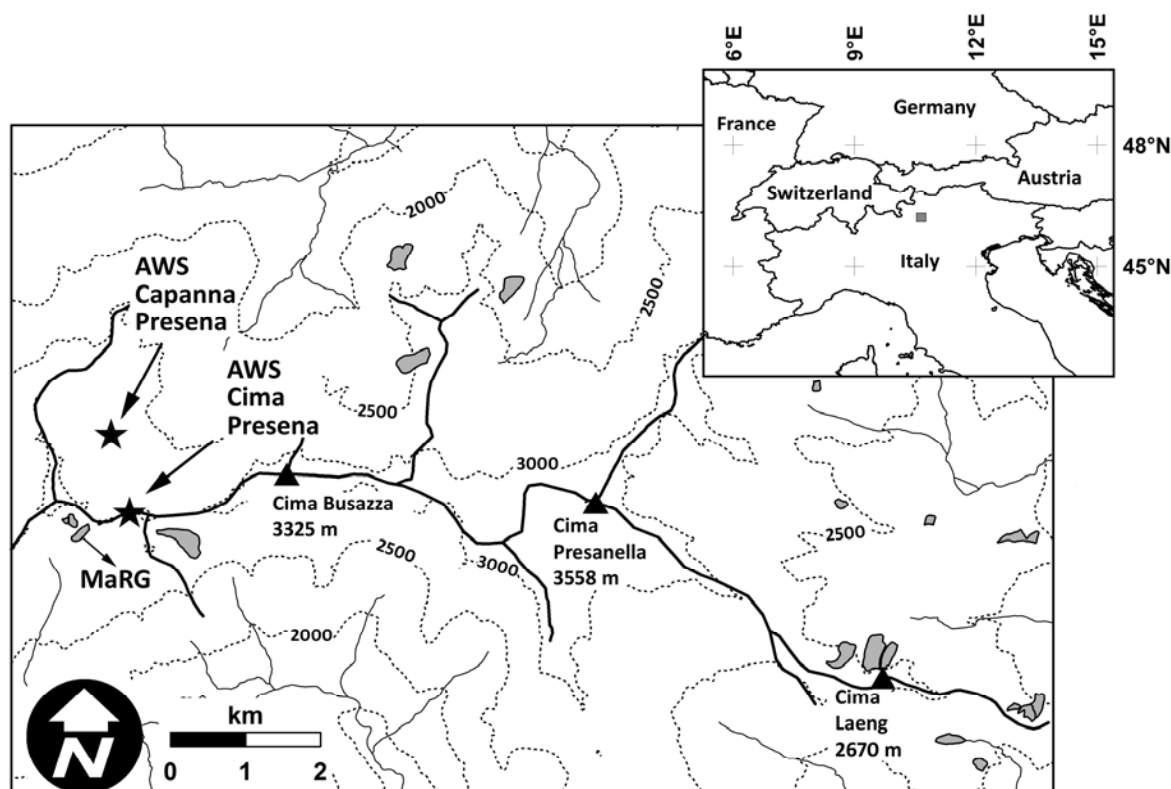 6°E
9°E
12°E
15°E
Germany
France
48°N
Austria
Switzerland
Italy
45°N
2000
AWS
Capanna
Presena
2500
AWS
Cima
Presena
2500
3000
Cima Busazza
3325 m
Cima
Presanella
3558 m
2500
2500
3000
MaRG
2000
Cima
Laeng
2670 m
N
km
0 1 2